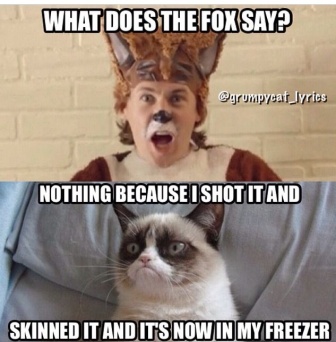 WHAT DOES THE FOX SAY?
@grumpycat_lyrics
NOTHING BECAUSE I SHOT IT AND
SKINNED IT AND IT'S NOW IN MY FREEZER